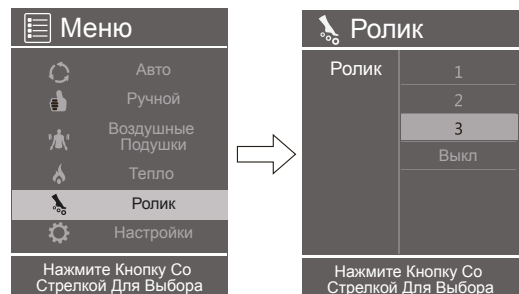 Меню
Авто
Ручной
Воздушные
Подушки
Тепло
Ролик
Настройки
Нажмите Кнопку Со
Стрелкой Для Выбора
Ролик
Ролик
1
2
3
Выкл
Нажмите Кнопку Со
Стрелкой Для Выбора